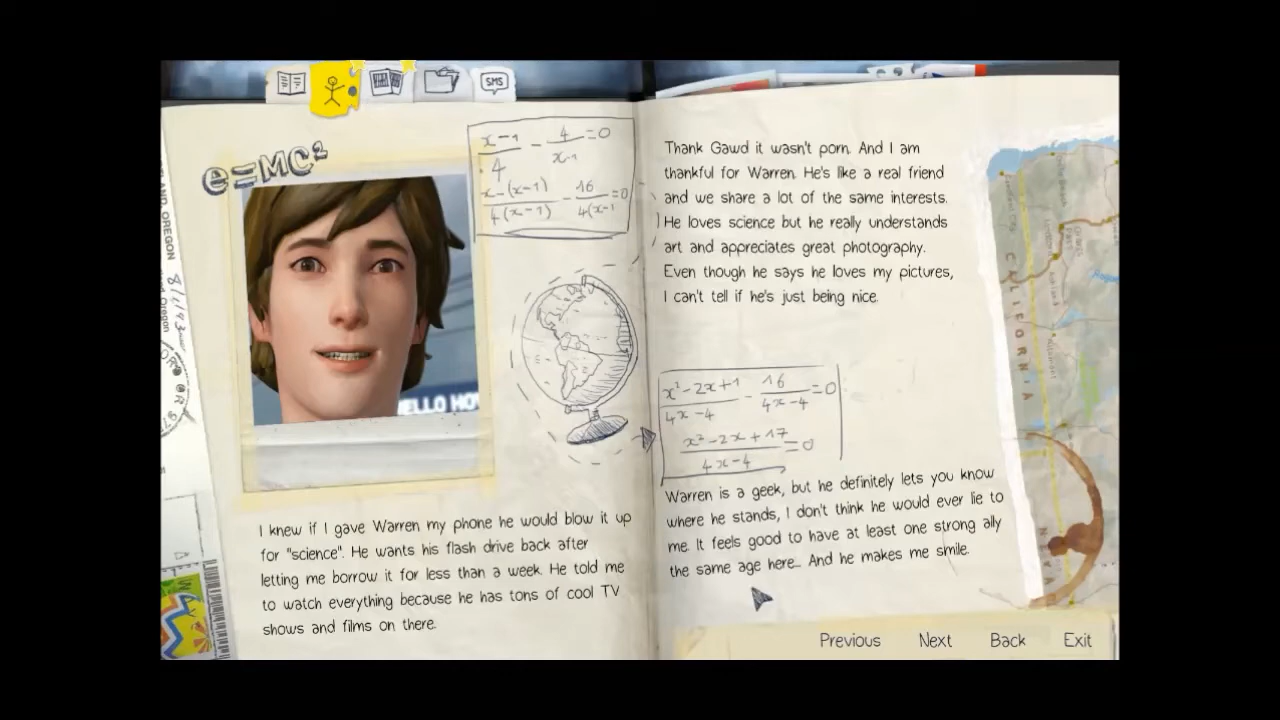 SMS
e=MC²
x-1/4 - 4/x-1 =0
x-(x-1)/4(x-1) - 16/4(x-1 =0
HELLO HO
I knew if I gave Warren my phone he would blow it up
for "science". He wants his flash drive back after
letting me borrow it for less than a week. He told me
to watch everything because he has tons of cool TV
shows and films on there.
Thank Gawd it wasn't porn. And I am
thankful for Warren. He's like a real friend
and we share a lot of the same interests.
He loves science but he really understands
art and appreciates great photography.
Even though he says he loves my pictures,
I can't tell if he's just being nice.
x²-2x+1/4x-4 - 16/4x-4 =0
x²-2x+17/4x-4 =0
Warren is a geek, but he definitely lets you know
where he stands, I don't think he would ever lie to
me. It feels good to have at least one strong ally
the same age here... And he makes me smile.
CALIFORNIA
Previous Next Back Exit